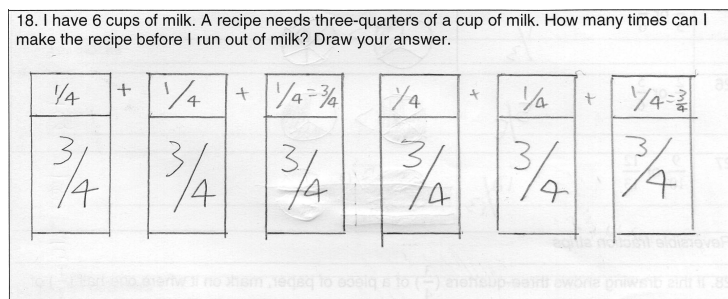 18. I have 6 cups of milk. A recipe needs three-quarters of a cup of milk. How many times can I
make the recipe before I run out of milk? Draw your answer.
1/4 + 1/4 + 1/4=3/4 1/4 + 1/4 + 1/4=3/4
3/4 3/4 3/4 3/4 3/4 3/4